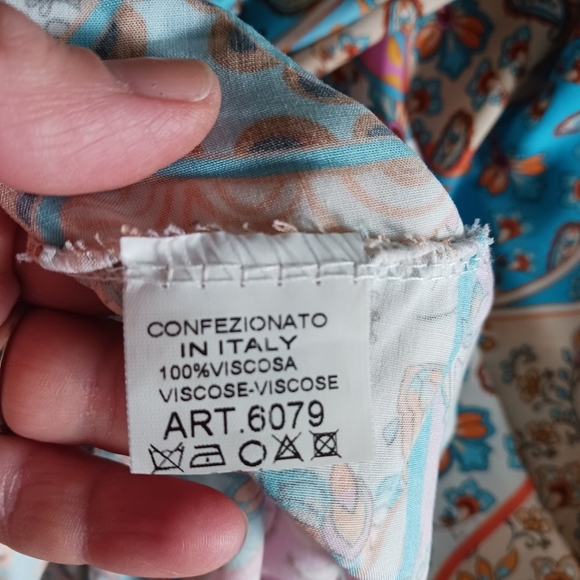 CONFEZIONATO
IN ITALY
100%VISCOSA
VISCOSE-VISCOSE
ART.6079